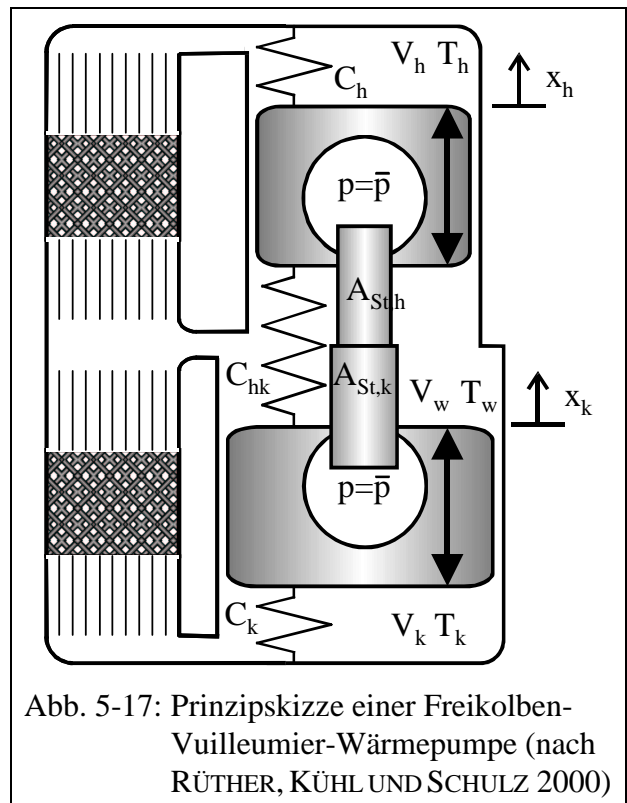 V_h T_h
C_h
x_h
p=p̄
A_St,h
C_hk
A_St,k
V_w T_w
x_k
p=p̄
C_k
V_k T_k
Abb. 5-17: Prinzipskizze einer Freikolben-
Vuilleumier-Wärmepumpe (nach
RÜTHER, KÜHL UND SCHULZ 2000)